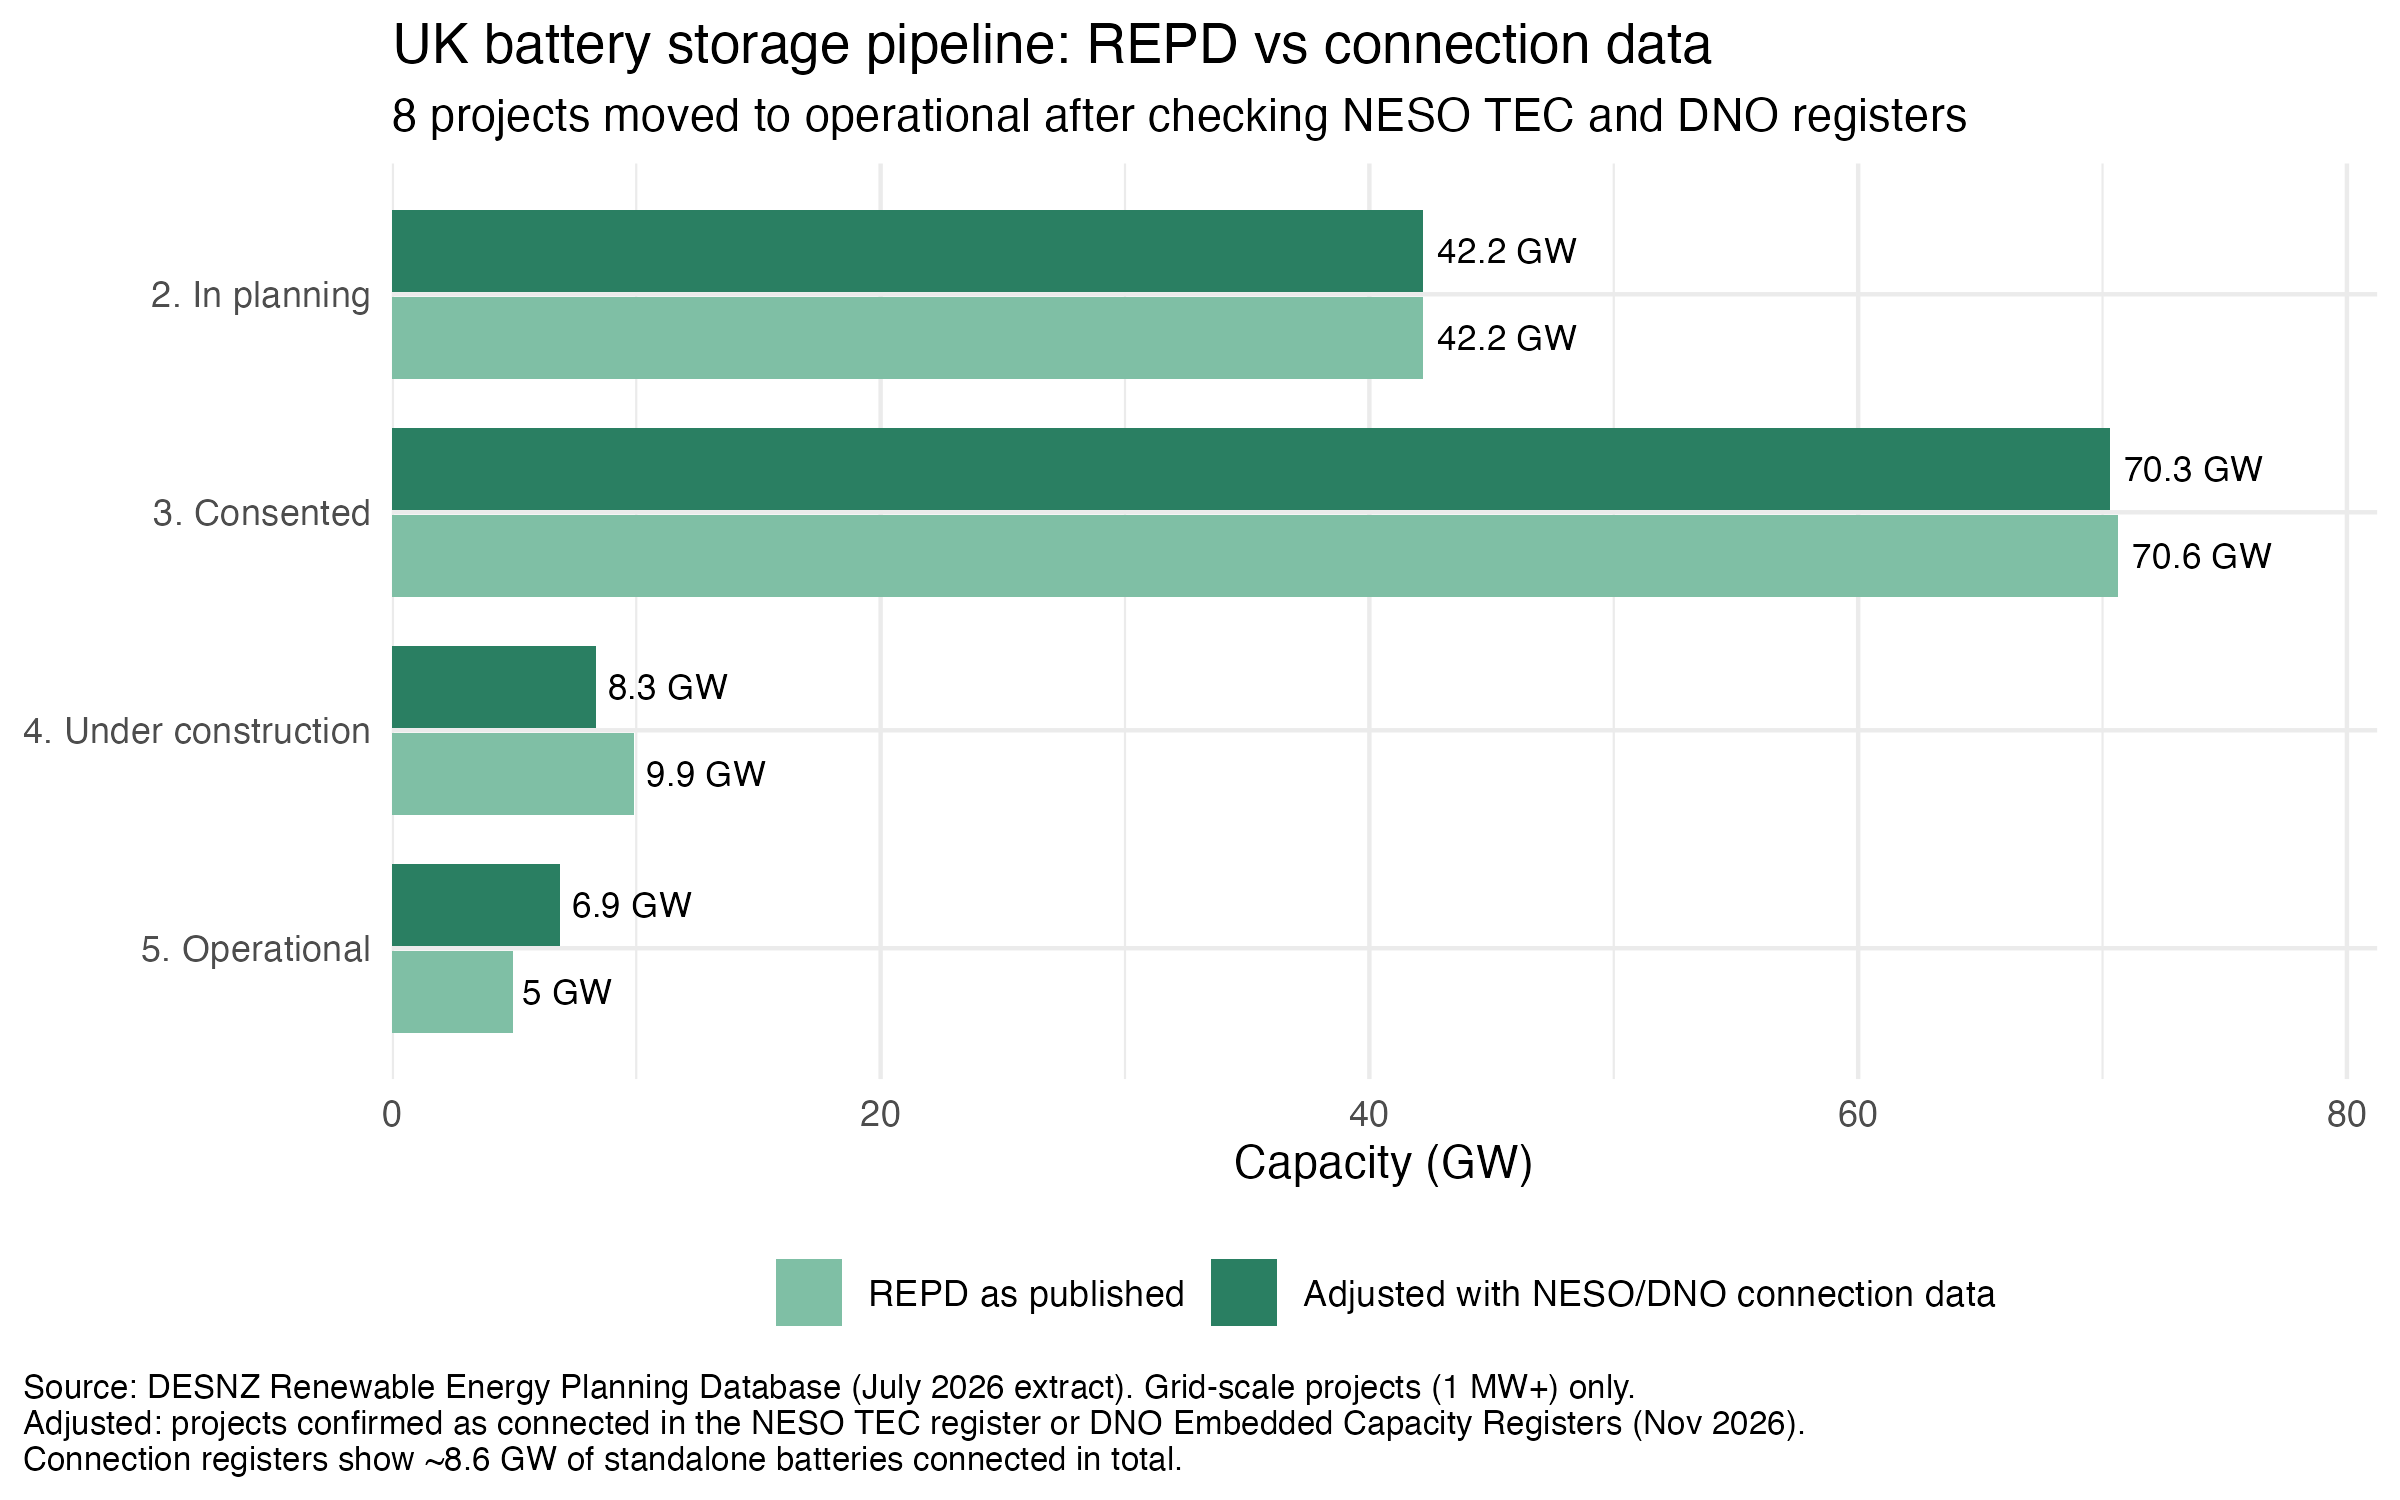 UK battery storage pipeline: REPD vs connection data
8 projects moved to operational after checking NESO TEC and DNO registers
2. In planning
42.2 GW
42.2 GW
3. Consented
70.3 GW
70.6 GW
4. Under construction
8.3 GW
9.9 GW
5. Operational
6.9 GW
5 GW
0 20 40 60 80
Capacity (GW)
REPD as published Adjusted with NESO/DNO connection data
Source: DESNZ Renewable Energy Planning Database (July 2026 extract). Grid-scale projects (1 MW+) only.
Adjusted: projects confirmed as connected in the NESO TEC register or DNO Embedded Capacity Registers (Nov 2026).
Connection registers show ~8.6 GW of standalone batteries connected in total.